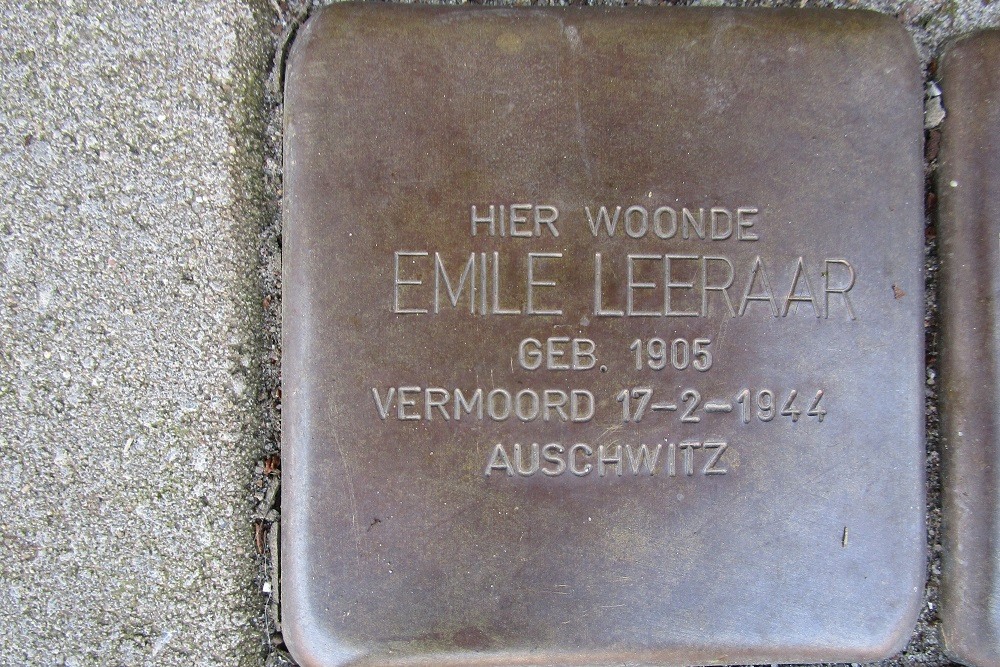 HIER WOONDE
EMILE LEERAAR
GEB. 1905
VERMOORD 17-2-1944
AUSCHWITZ